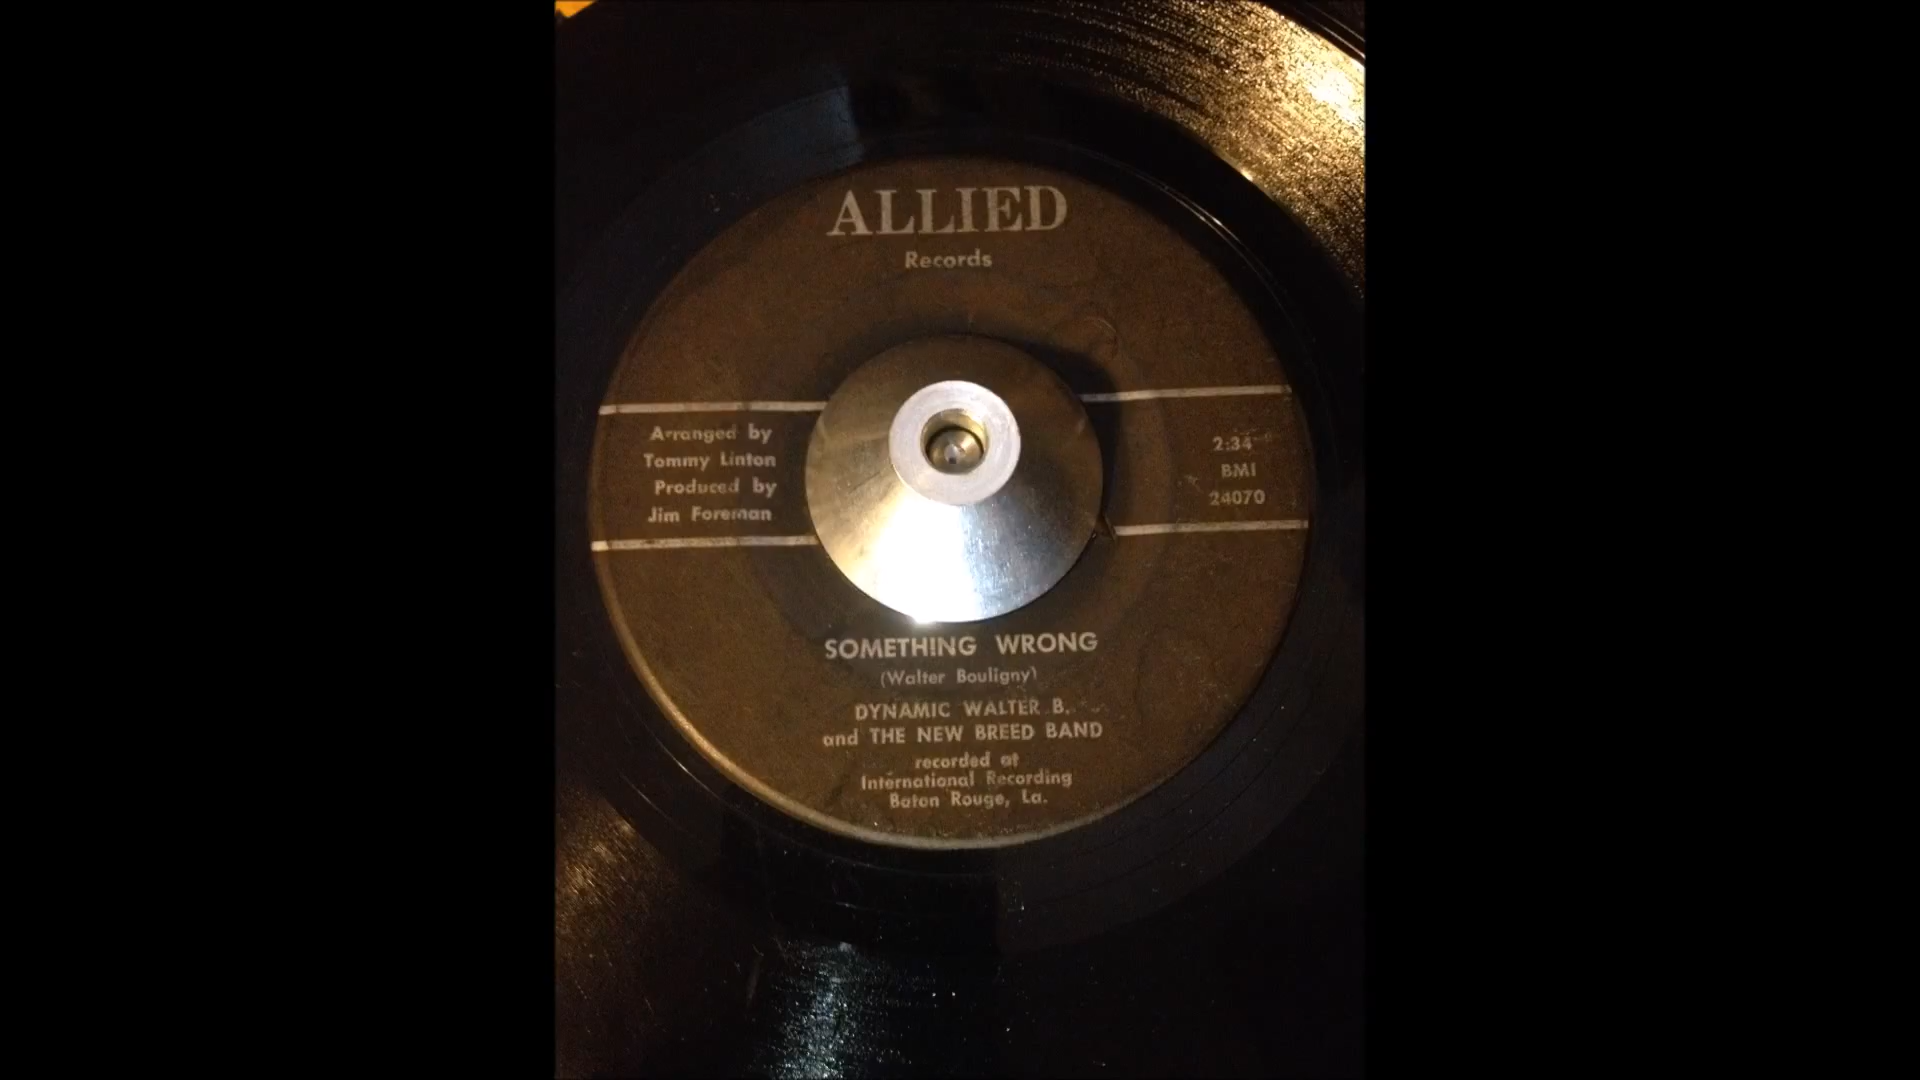 ALLIED
Records
Arranged by
Tommy Linton
Produced by
Jim Foreman
2:34
BMI
24070
SOMETHING WRONG
(Walter Bouligny)
DYNAMIC WALTER B.
and THE NEW BREED BAND
recorded at
International Recording
Baton Rouge, La.